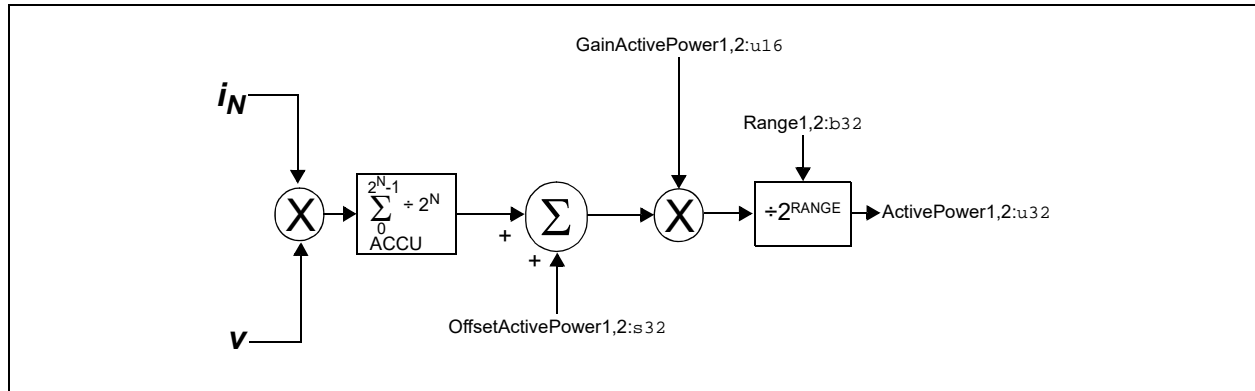 GainActivePower1,2:u16
i_N
Range1,2:b32
X
2^N-1
∑ ÷ 2^N
0
ACCU
+
Σ
+
X
÷2^RANGE
ActivePower1,2:u32
OffsetActivePower1,2:s32
v